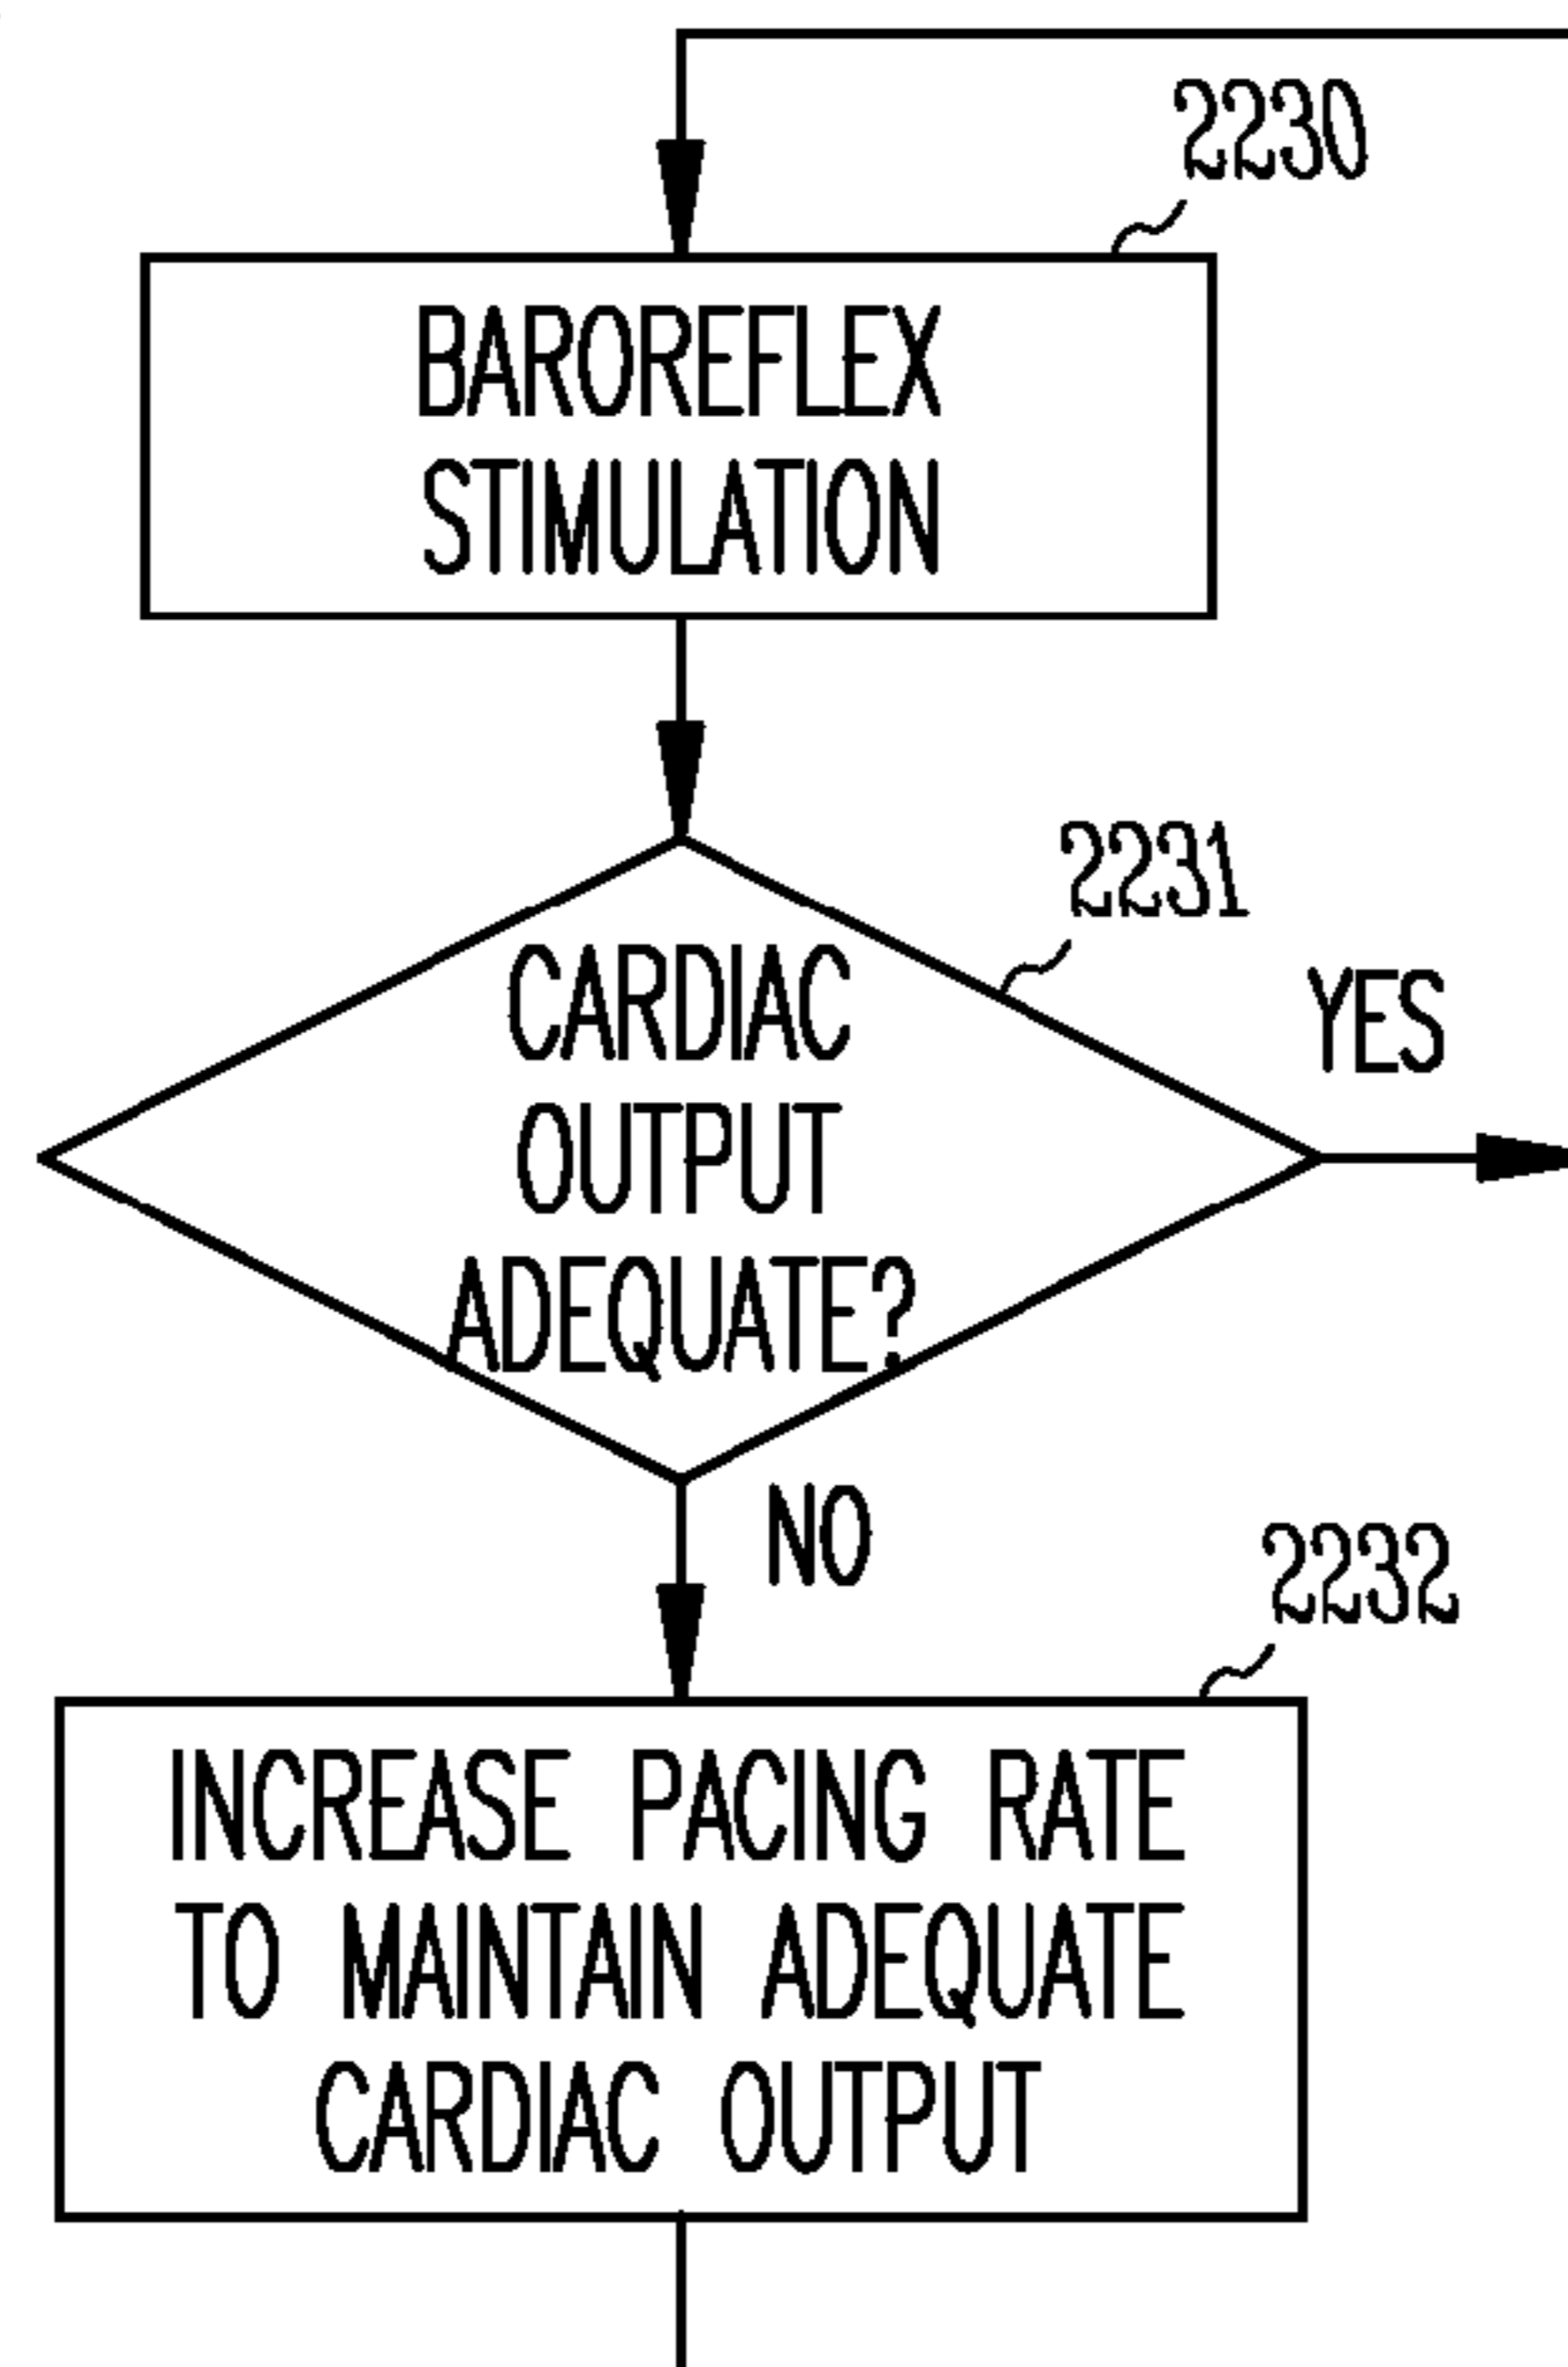 2230
BAROREFLEX
STIMULATION
2231
CARDIAC
OUTPUT
ADEQUATE?
YES
NO
2232
INCREASE PACING RATE
TO MAINTAIN ADEQUATE
CARDIAC OUTPUT